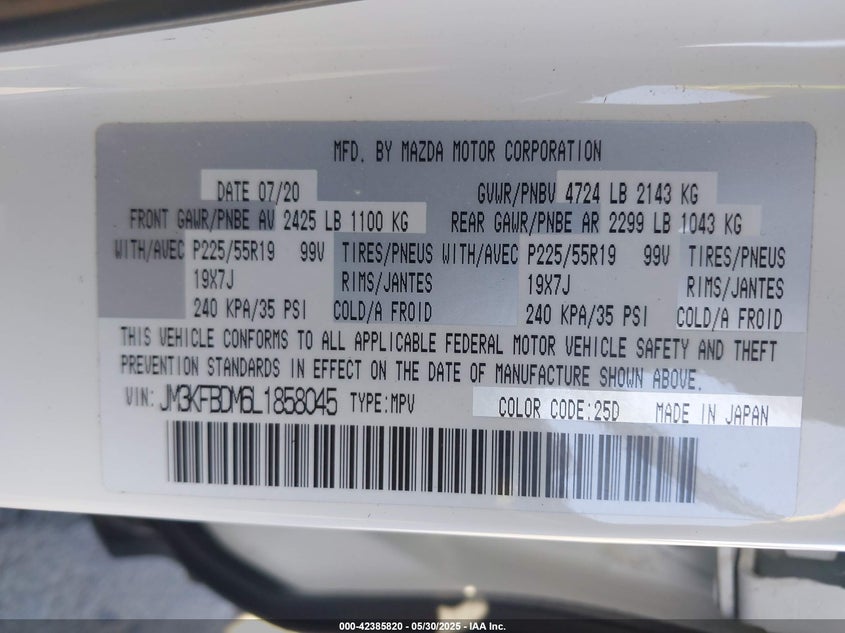 MFD. BY MAZDA MOTOR CORPORATION
DATE 07/20 GVWR/PNBV 4724 LB 2143 KG
FRONT GAWR/PNBE AV 2425 LB 1100 KG REAR GAWR/PNBE AR 2299 LB 1043 KG
WITH/AVEC P225/55R19 99V TIRES/PNEUS WITH/AVEC P225/55R19 99V TIRES/PNEUS
19X7J RIMS/JANTES 19X7J RIMS/JANTES
240 KPA/35 PSI COLD/A FROID 240 KPA/35 PSI COLD/A FROID
THIS VEHICLE CONFORMS TO ALL APPLICABLE FEDERAL MOTOR VEHICLE SAFETY AND THEFT
PREVENTION STANDARDS IN EFFECT ON THE DATE OF MANUFACTURE SHOWN ABOVE.
VIN: JM3KFBDM6L1858045 TYPE:MPV COLOR CODE:25D MADE IN JAPAN
000-42385820 - 05/30/2025 - IAA Inc.